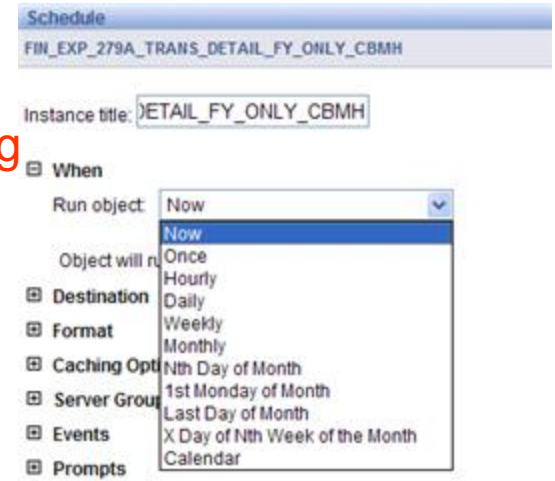 Schedule
FIN_EXP_279A_TRANS_DETAIL_FY_ONLY_CBMH
Instance title: DETAIL_FY_ONLY_CBMH
g
When
Run object: Now
Now
Object will
Once
Hourly
Destination
Daily
Weekly
Format
Monthly
Caching Opti
Nth Day of Month
1st Monday of Month
Server Group
Last Day of Month
Events
X Day of Nth Week of the Month
Calendar
Prompts